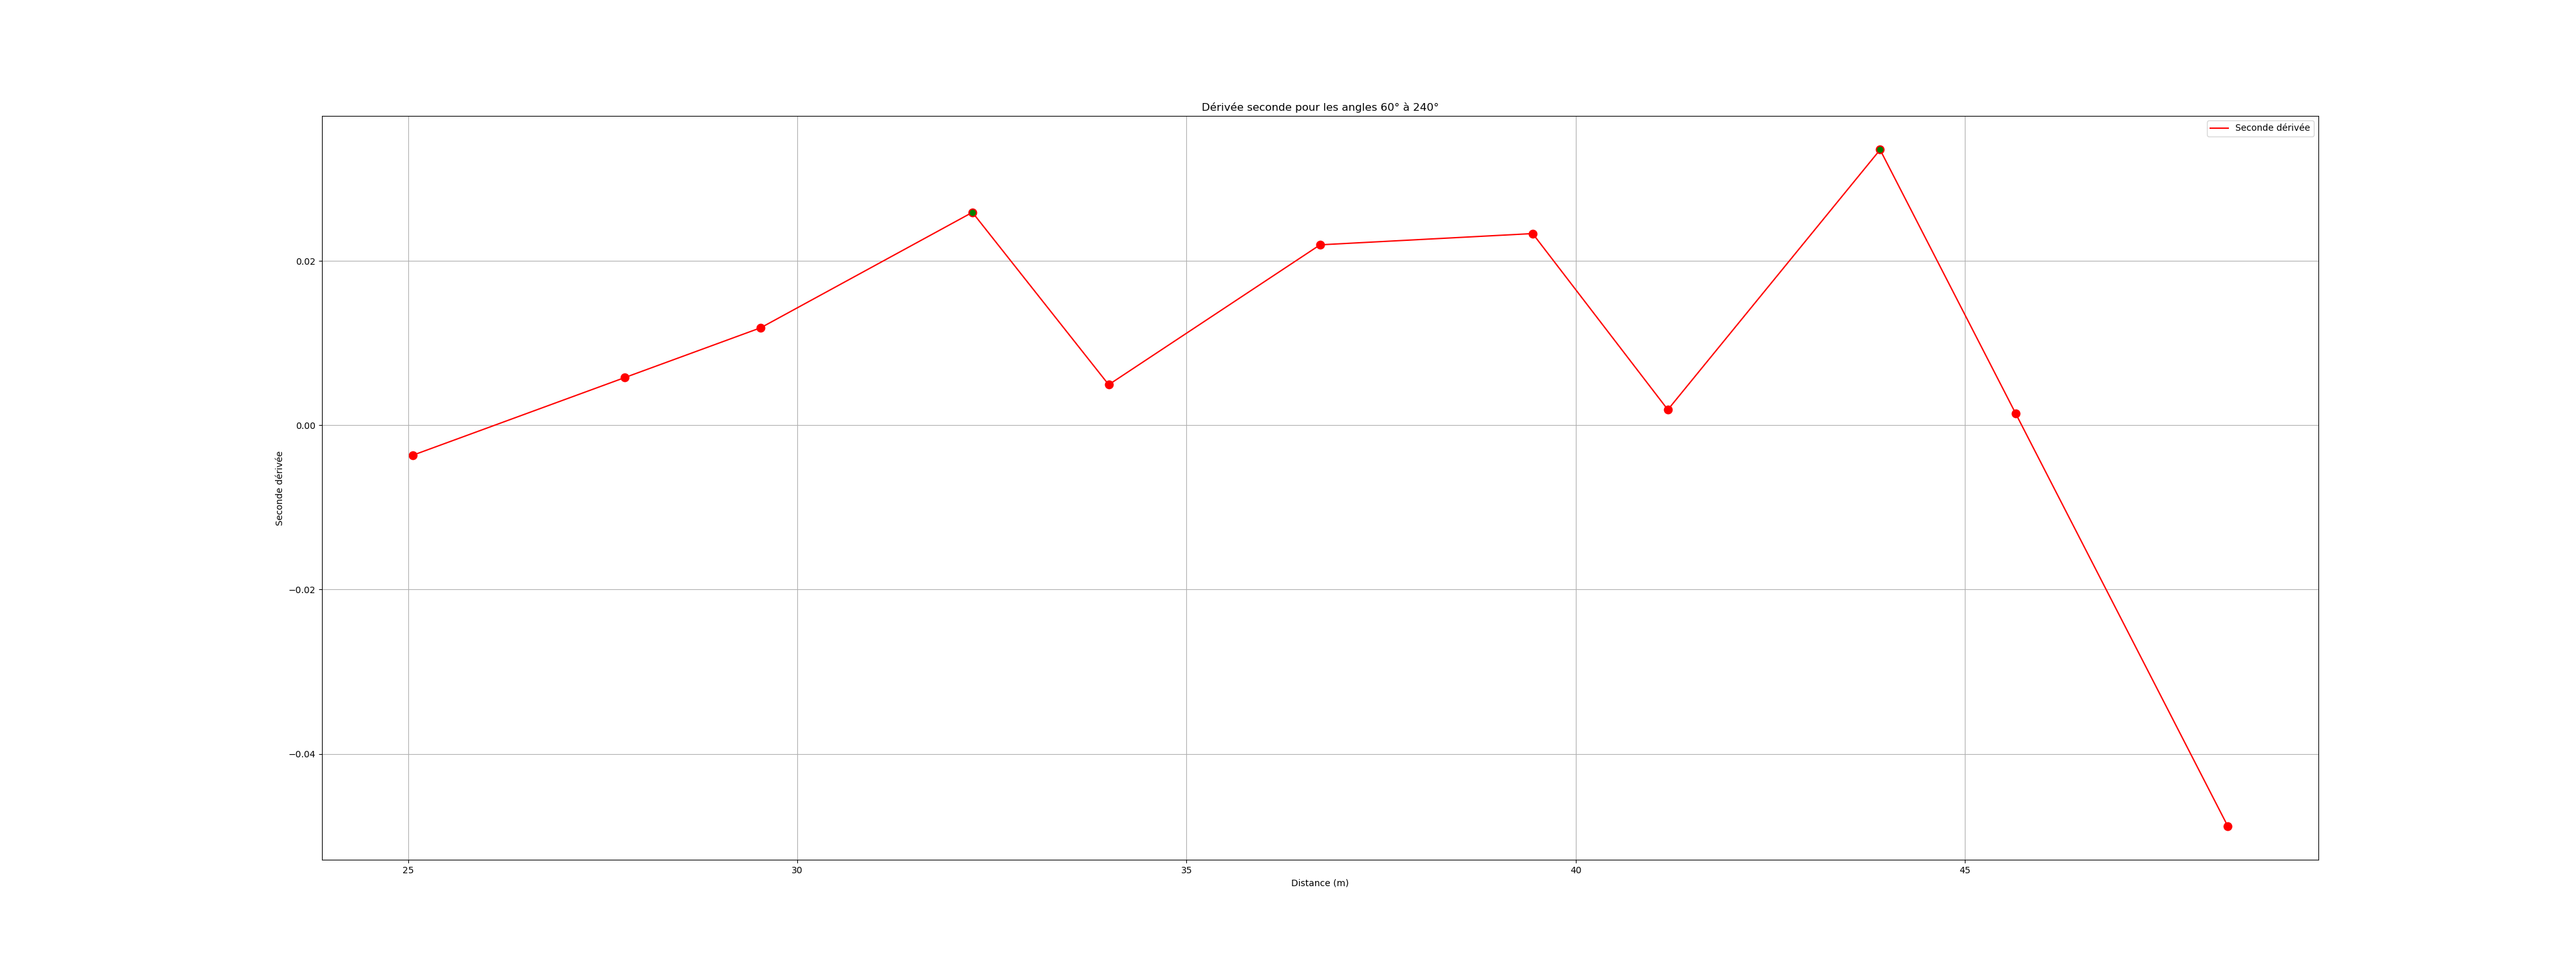 Dérivée seconde pour les angles 60° à 240°
Seconde dérivée
0.02
0.00
−0.02
−0.04
Seconde dérivée
25 30 35 40 45
Distance (m)